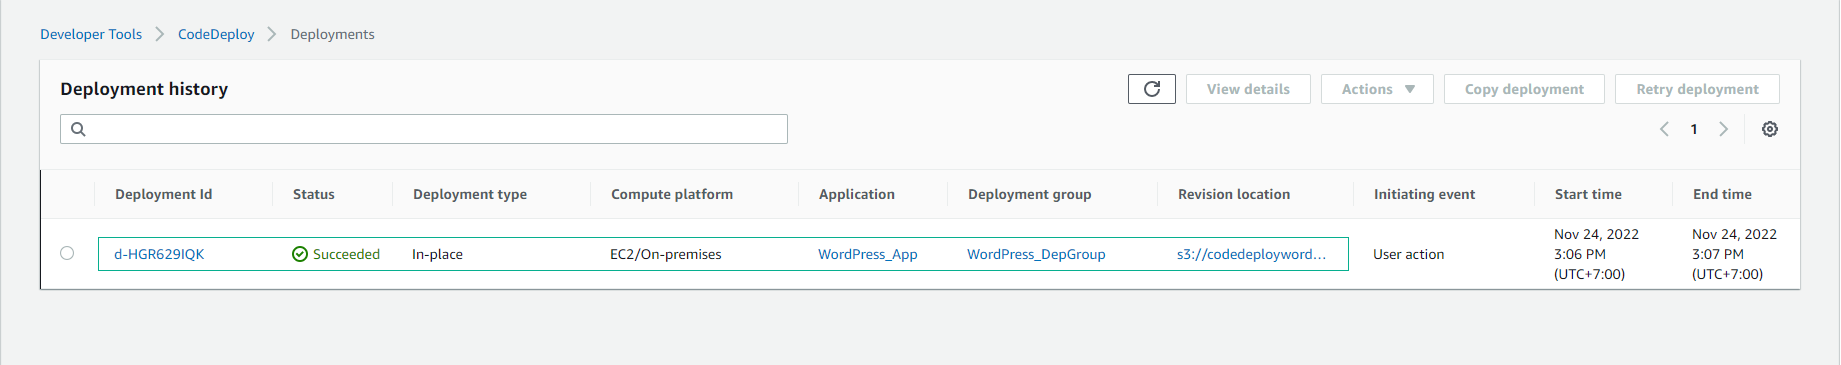 Developer Tools > CodeDeploy > Deployments
Deployment history
View details
Actions
Copy deployment
Retry deployment
1
Deployment Id Status Deployment type Compute platform Application Deployment group Revision location Initiating event Start time End time
d-HGR629IQK Succeeded In-place EC2/On-premises WordPress_App WordPress_DepGroup s3://codedeployword... User action
Nov 24, 2022
3:06 PM
(UTC+7:00)
Nov 24, 2022
3:07 PM
(UTC+7:00)